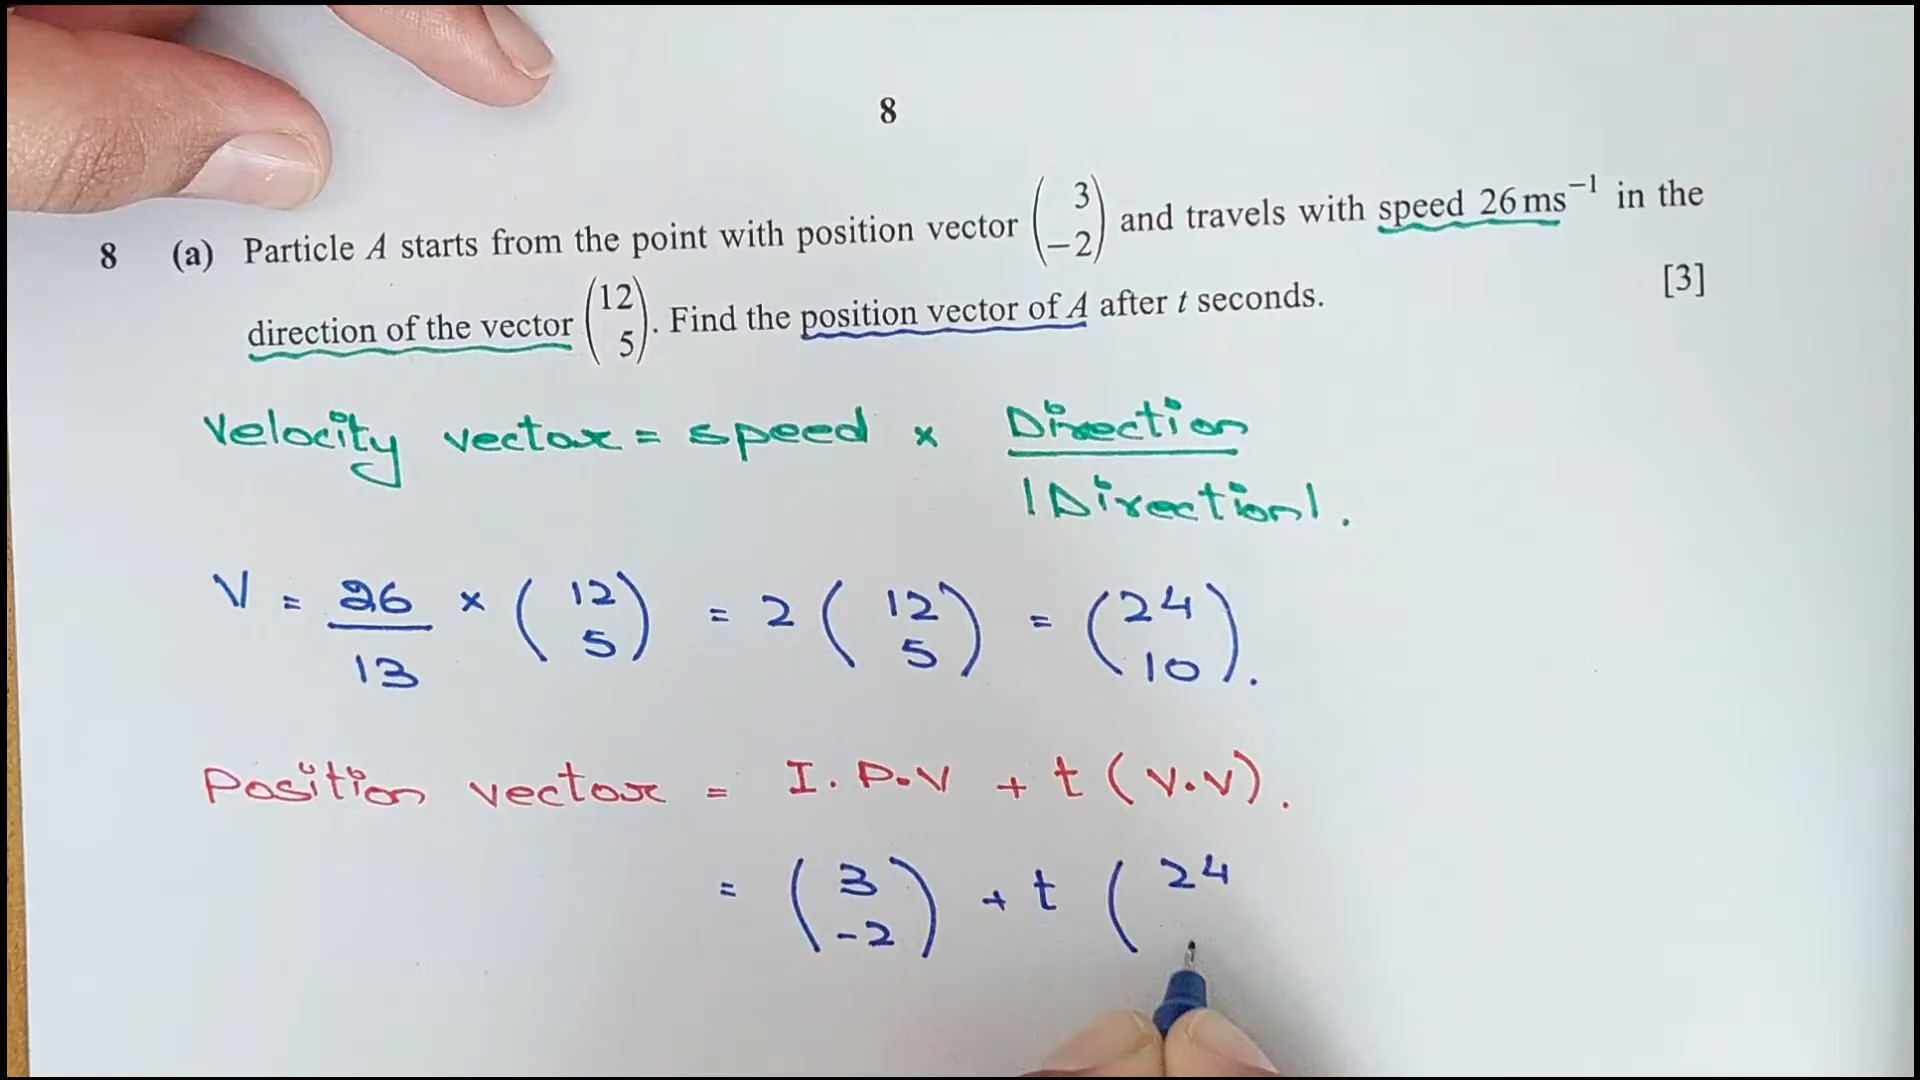 8
8 (a) Particle A starts from the point with position vector (3 −2) and travels with speed 26 ms⁻¹ in the
direction of the vector (12 5). Find the position vector of A after t seconds. [3]
Velocity vector = speed × Direction
|Direction|.
V = 26/13 × (12 5) = 2 (12 5) = (24 10).
Position vector = I.P.V + t (V.V).
= (3 -2) + t ( 24